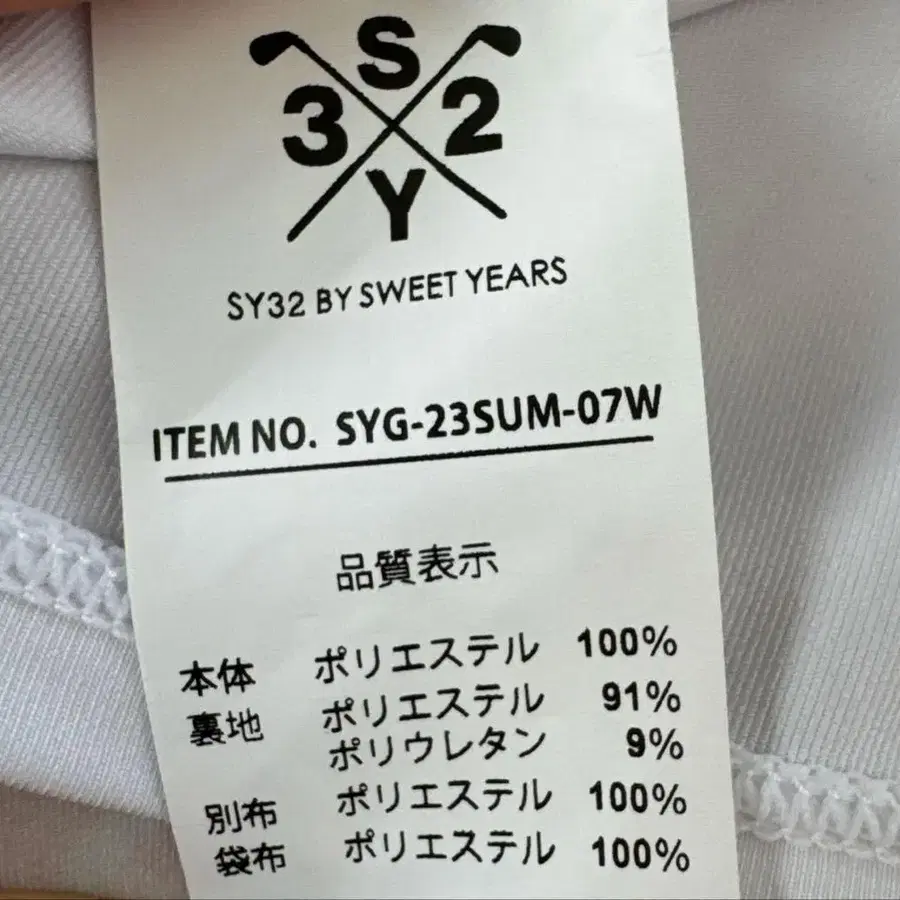 S
3 2
Y
SY32 BY SWEET YEARS
ITEM NO. SYG-23SUM-07W
品質表示
本体 ポリエステル 100%
裏地 ポリエステル 91%
ポリウレタン 9%
別布 ポリエステル 100%
袋布 ポリエステル 100%